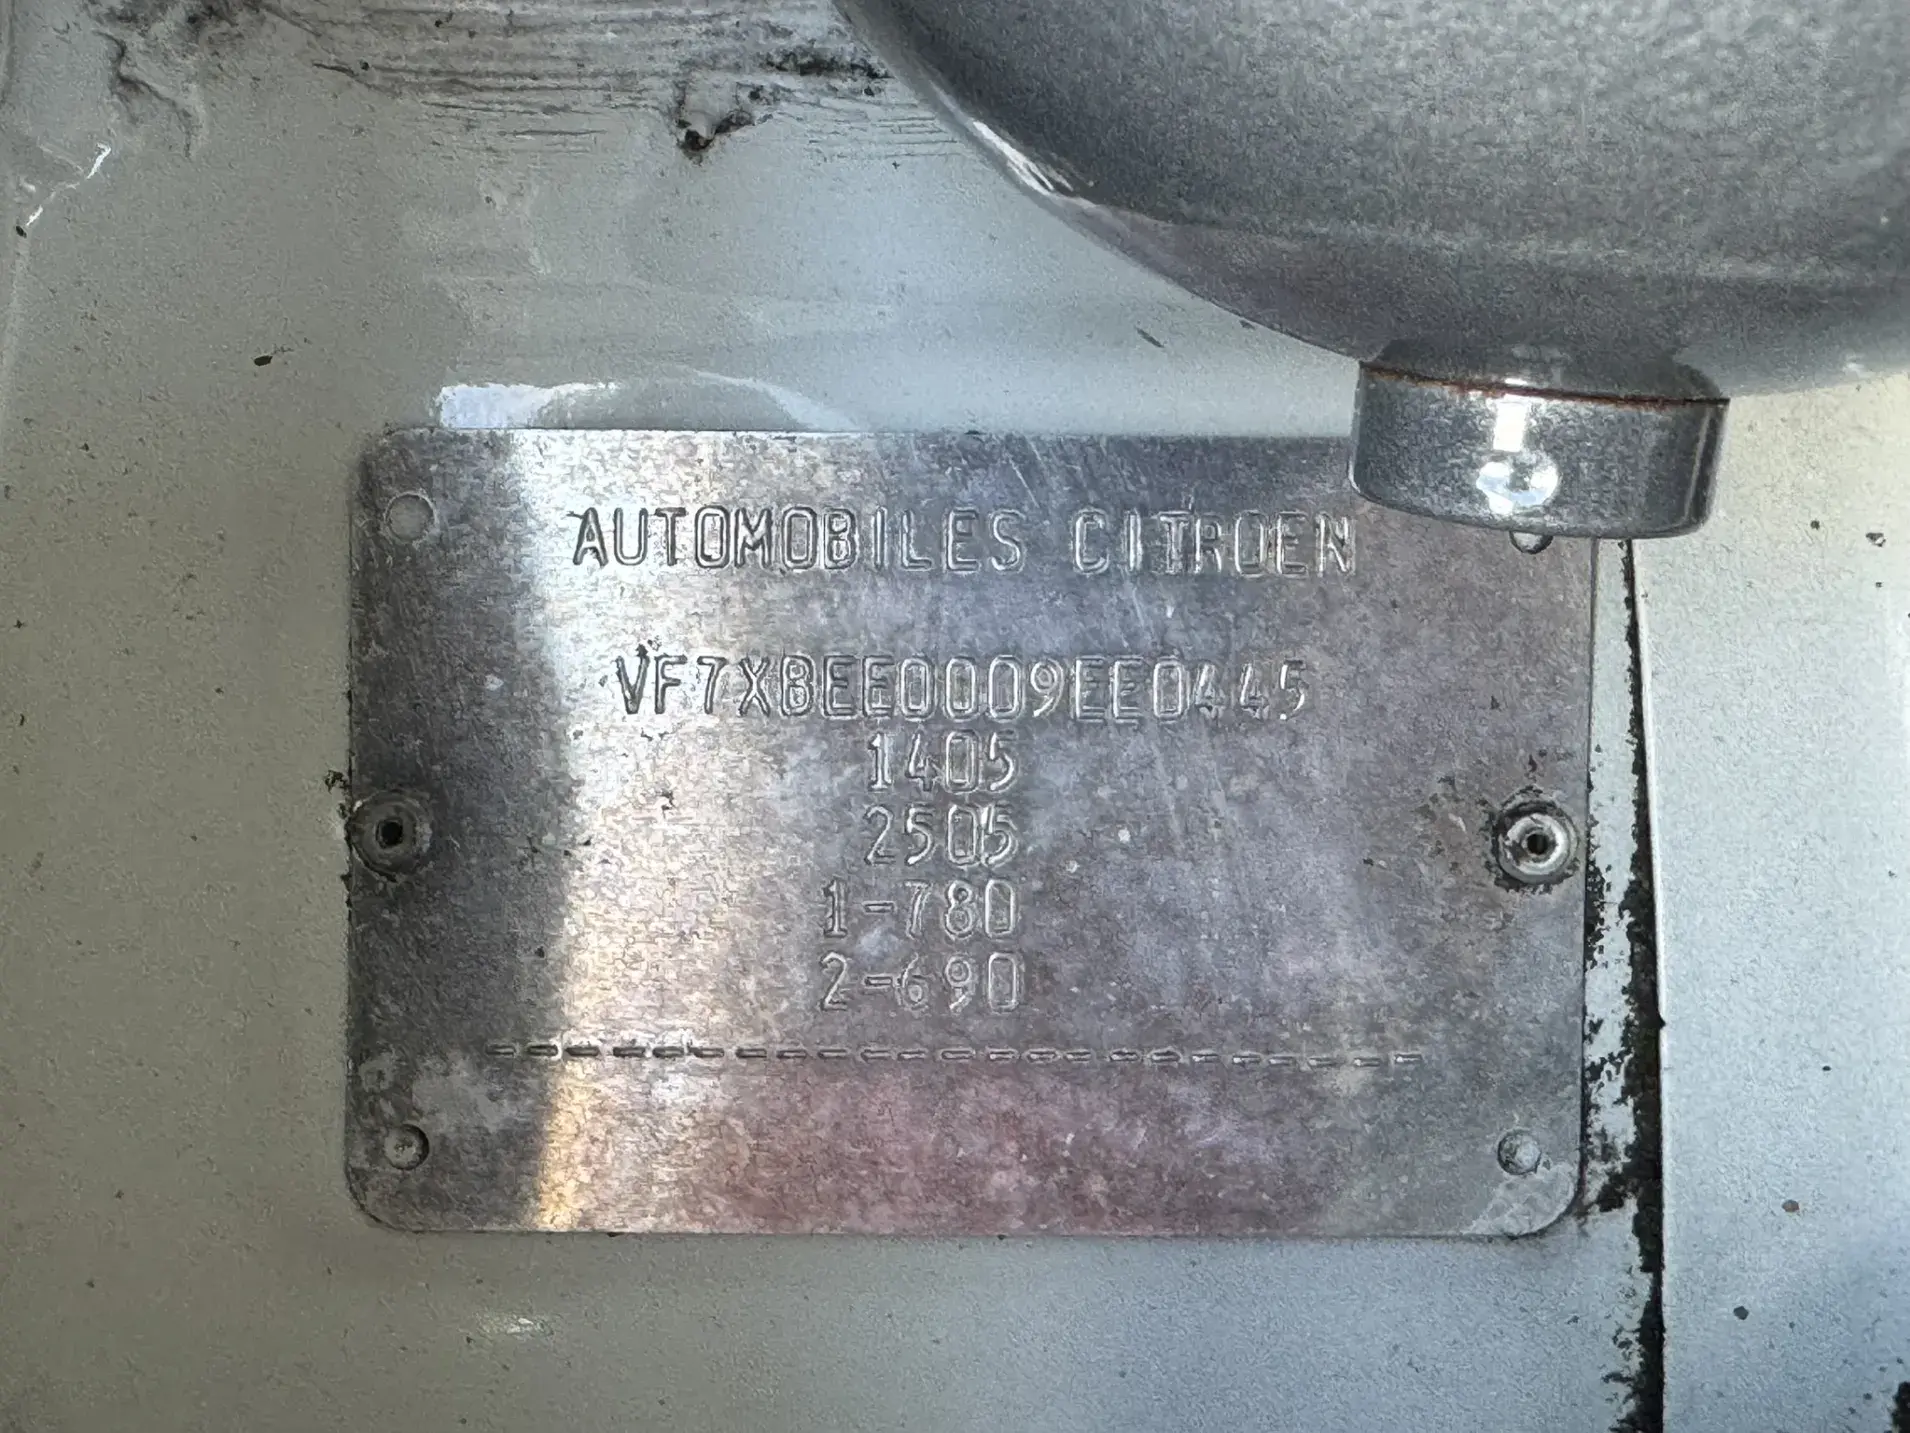 AUTOMOBILES CITROEN
VF7XBEE0009EE0445
1405
2505
1-780
2-690